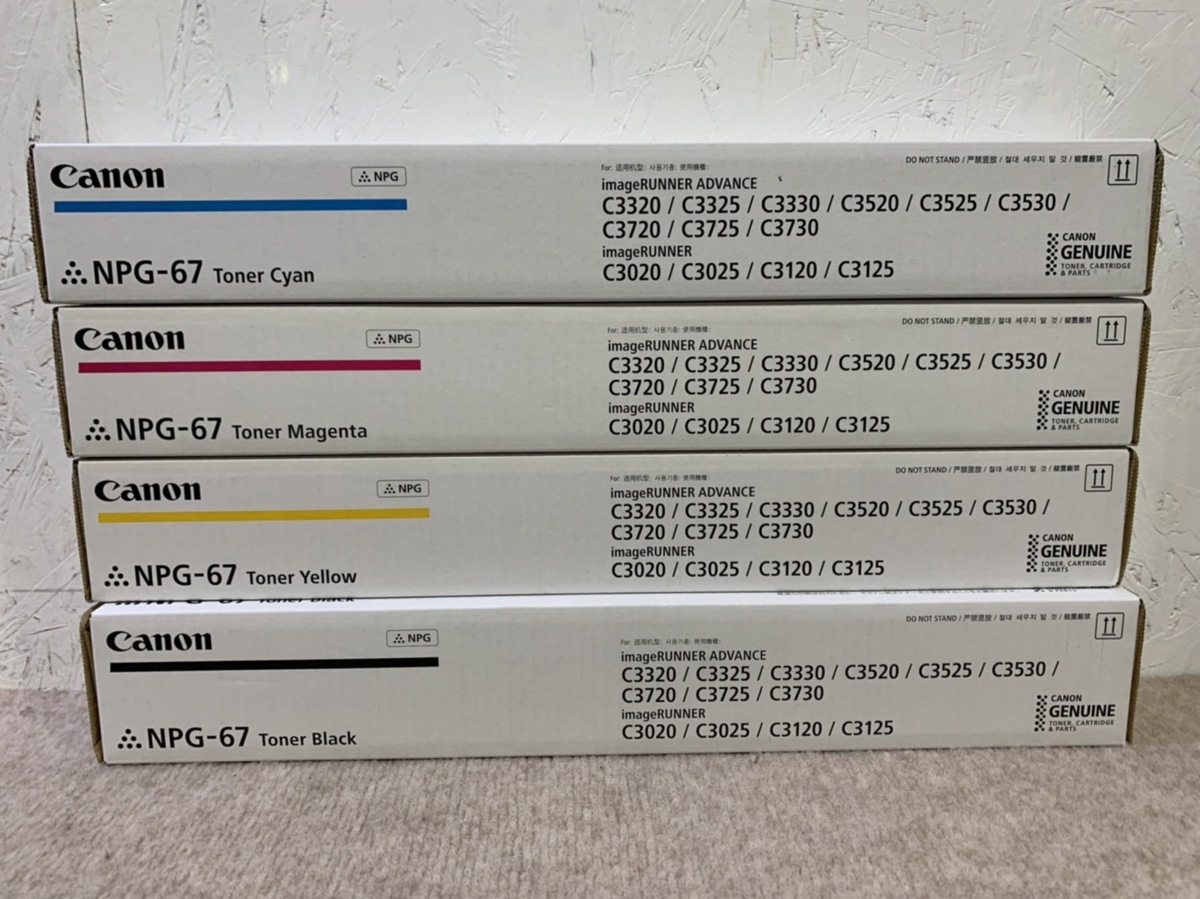 Canon
NPG
NPG-67 Toner Cyan
For: 适用机型: 사용기종: 使用機種:
imageRUNNER ADVANCE
C3320 / C3325 / C3330 / C3520 / C3525 / C3530 /
C3720 / C3725 / C3730
imageRUNNER
C3020 / C3025 / C3120 / C3125
DO NOT STAND / 严禁竖放 / 절대 세우지 말 것 / 縦置厳禁
CANON
GENUINE
TONER, CARTRIDGE
& PARTS
Canon
NPG
NPG-67 Toner Magenta
For: 适用机型: 사용기종: 使用機種:
imageRUNNER ADVANCE
C3320 / C3325 / C3330 / C3520 / C3525 / C3530 /
C3720 / C3725 / C3730
imageRUNNER
C3020 / C3025 / C3120 / C3125
DO NOT STAND / 严禁竖放 / 절대 세우지 말 것 / 縦置厳禁
CANON
GENUINE
TONER, CARTRIDGE
& PARTS
Canon
NPG
NPG-67 Toner Yellow
For: 适用机型: 사용기종: 使用機種:
imageRUNNER ADVANCE
C3320 / C3325 / C3330 / C3520 / C3525 / C3530 /
C3720 / C3725 / C3730
imageRUNNER
C3020 / C3025 / C3120 / C3125
DO NOT STAND / 严禁竖放 / 절대 세우지 말 것 / 縦置厳禁
CANON
GENUINE
TONER, CARTRIDGE
& PARTS
NPG-67 Toner Black
Canon
NPG
NPG-67 Toner Black
For: 适用机型: 사용기종: 使用機種:
imageRUNNER ADVANCE
C3320 / C3325 / C3330 / C3520 / C3525 / C3530 /
C3720 / C3725 / C3730
imageRUNNER
C3020 / C3025 / C3120 / C3125
DO NOT STAND / 严禁竖放 / 절대 세우지 말 것 / 縦置厳禁
CANON
GENUINE
TONER, CARTRIDGE
& PARTS